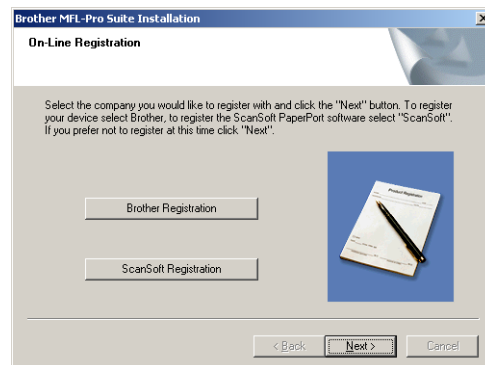 Brother MFL-Pro Suite Installation
On-Line Registration
Select the company you would like to register with and click the "Next" button. To register
your device select Brother, to register the ScanSoft PaperPort software select "ScanSoft".
If you prefer not to register at this time click "Next".
Product Registration
Brother Registration
ScanSoft Registration
< Back
Next >
Cancel